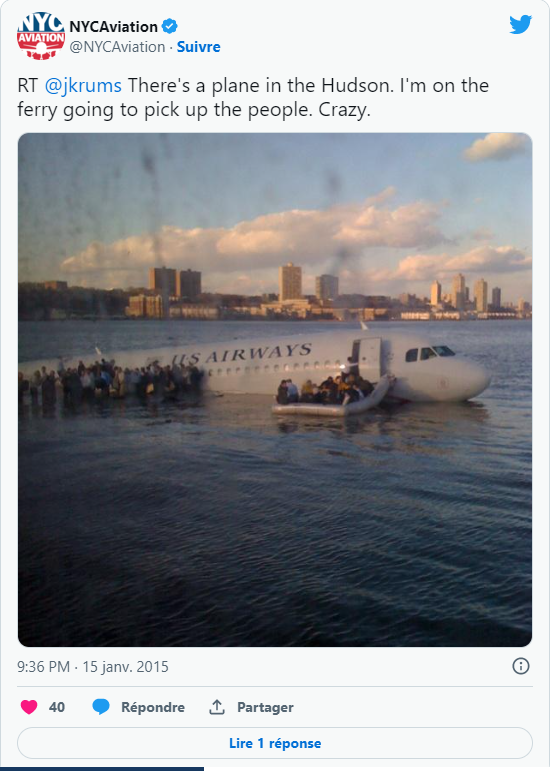 NYC
AVIATION
NYCAviation
@NYCAviation · Suivre
RT @jkrums There's a plane in the Hudson. I'm on the
ferry going to pick up the people. Crazy.
US AIRWAYS
9:36 PM · 15 janv. 2015
40 Répondre Partager
Lire 1 réponse